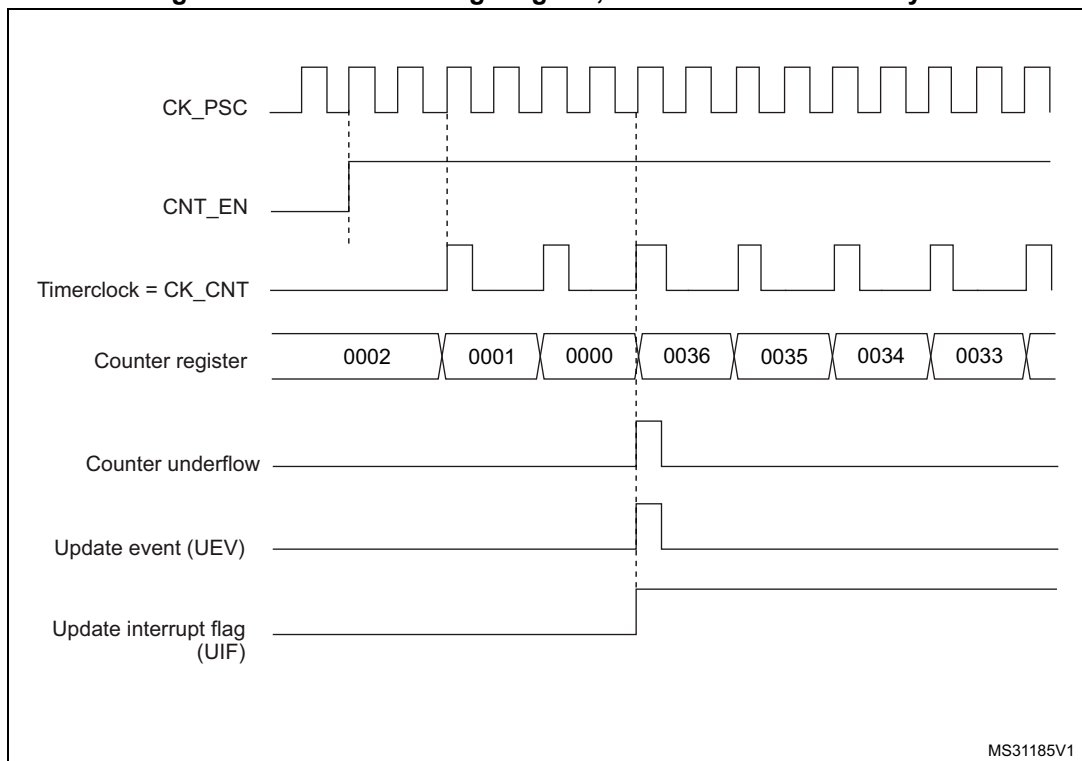 CK_PSC
CNT_EN
Timerclock = CK_CNT
Counter register 0002 0001 0000 0036 0035 0034 0033
Counter underflow
Update event (UEV)
Update interrupt flag
(UIF)
MS31185V1